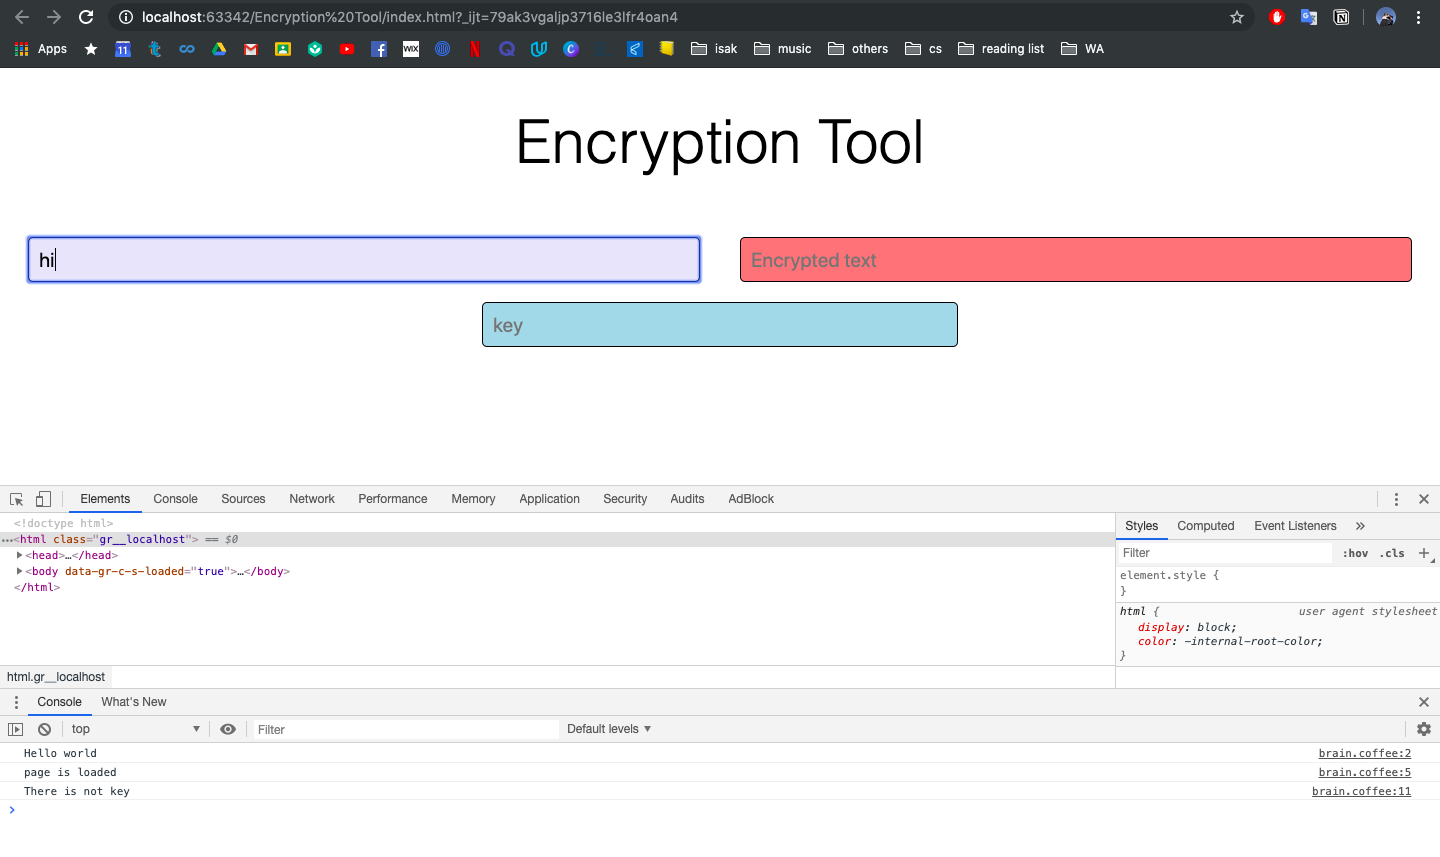 localhost:63342/Encryption%20Tool/index.html?_ijt=79ak3vgaljp3716le3lfr4oan4
Apps 11 WIX isak music others cs reading list WA
Encryption Tool
hi Encrypted text
key
Elements Console Sources Network Performance Memory Application Security Audits AdBlock
<!doctype html>
…<html class="gr__localhost"> == $0
<head>…</head>
<body data-gr-c-s-loaded="true">…</body>
</html>
html.gr__localhost
Styles Computed Event Listeners »
Filter :hov .cls +
element.style {
}
html { user agent stylesheet
display: block;
color: -internal-root-color;
}
Console What's New
top Filter Default levels
Hello world brain.coffee:2
page is loaded brain.coffee:5
There is not key brain.coffee:11